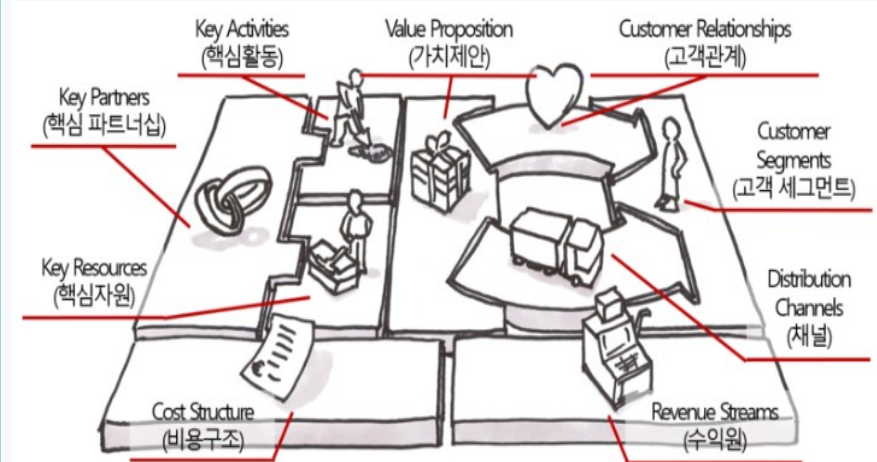 Key Activities
(핵심활동)
Value Proposition
(가치제안)
Customer Relationships
(고객관계)
Key Partners
(핵심 파트너십)
Customer
Segments
(고객 세그먼트)
Key Resources
(핵심자원)
Distribution
Channels
(채널)
Cost Structure
(비용구조)
Revenue Streams
(수익원)